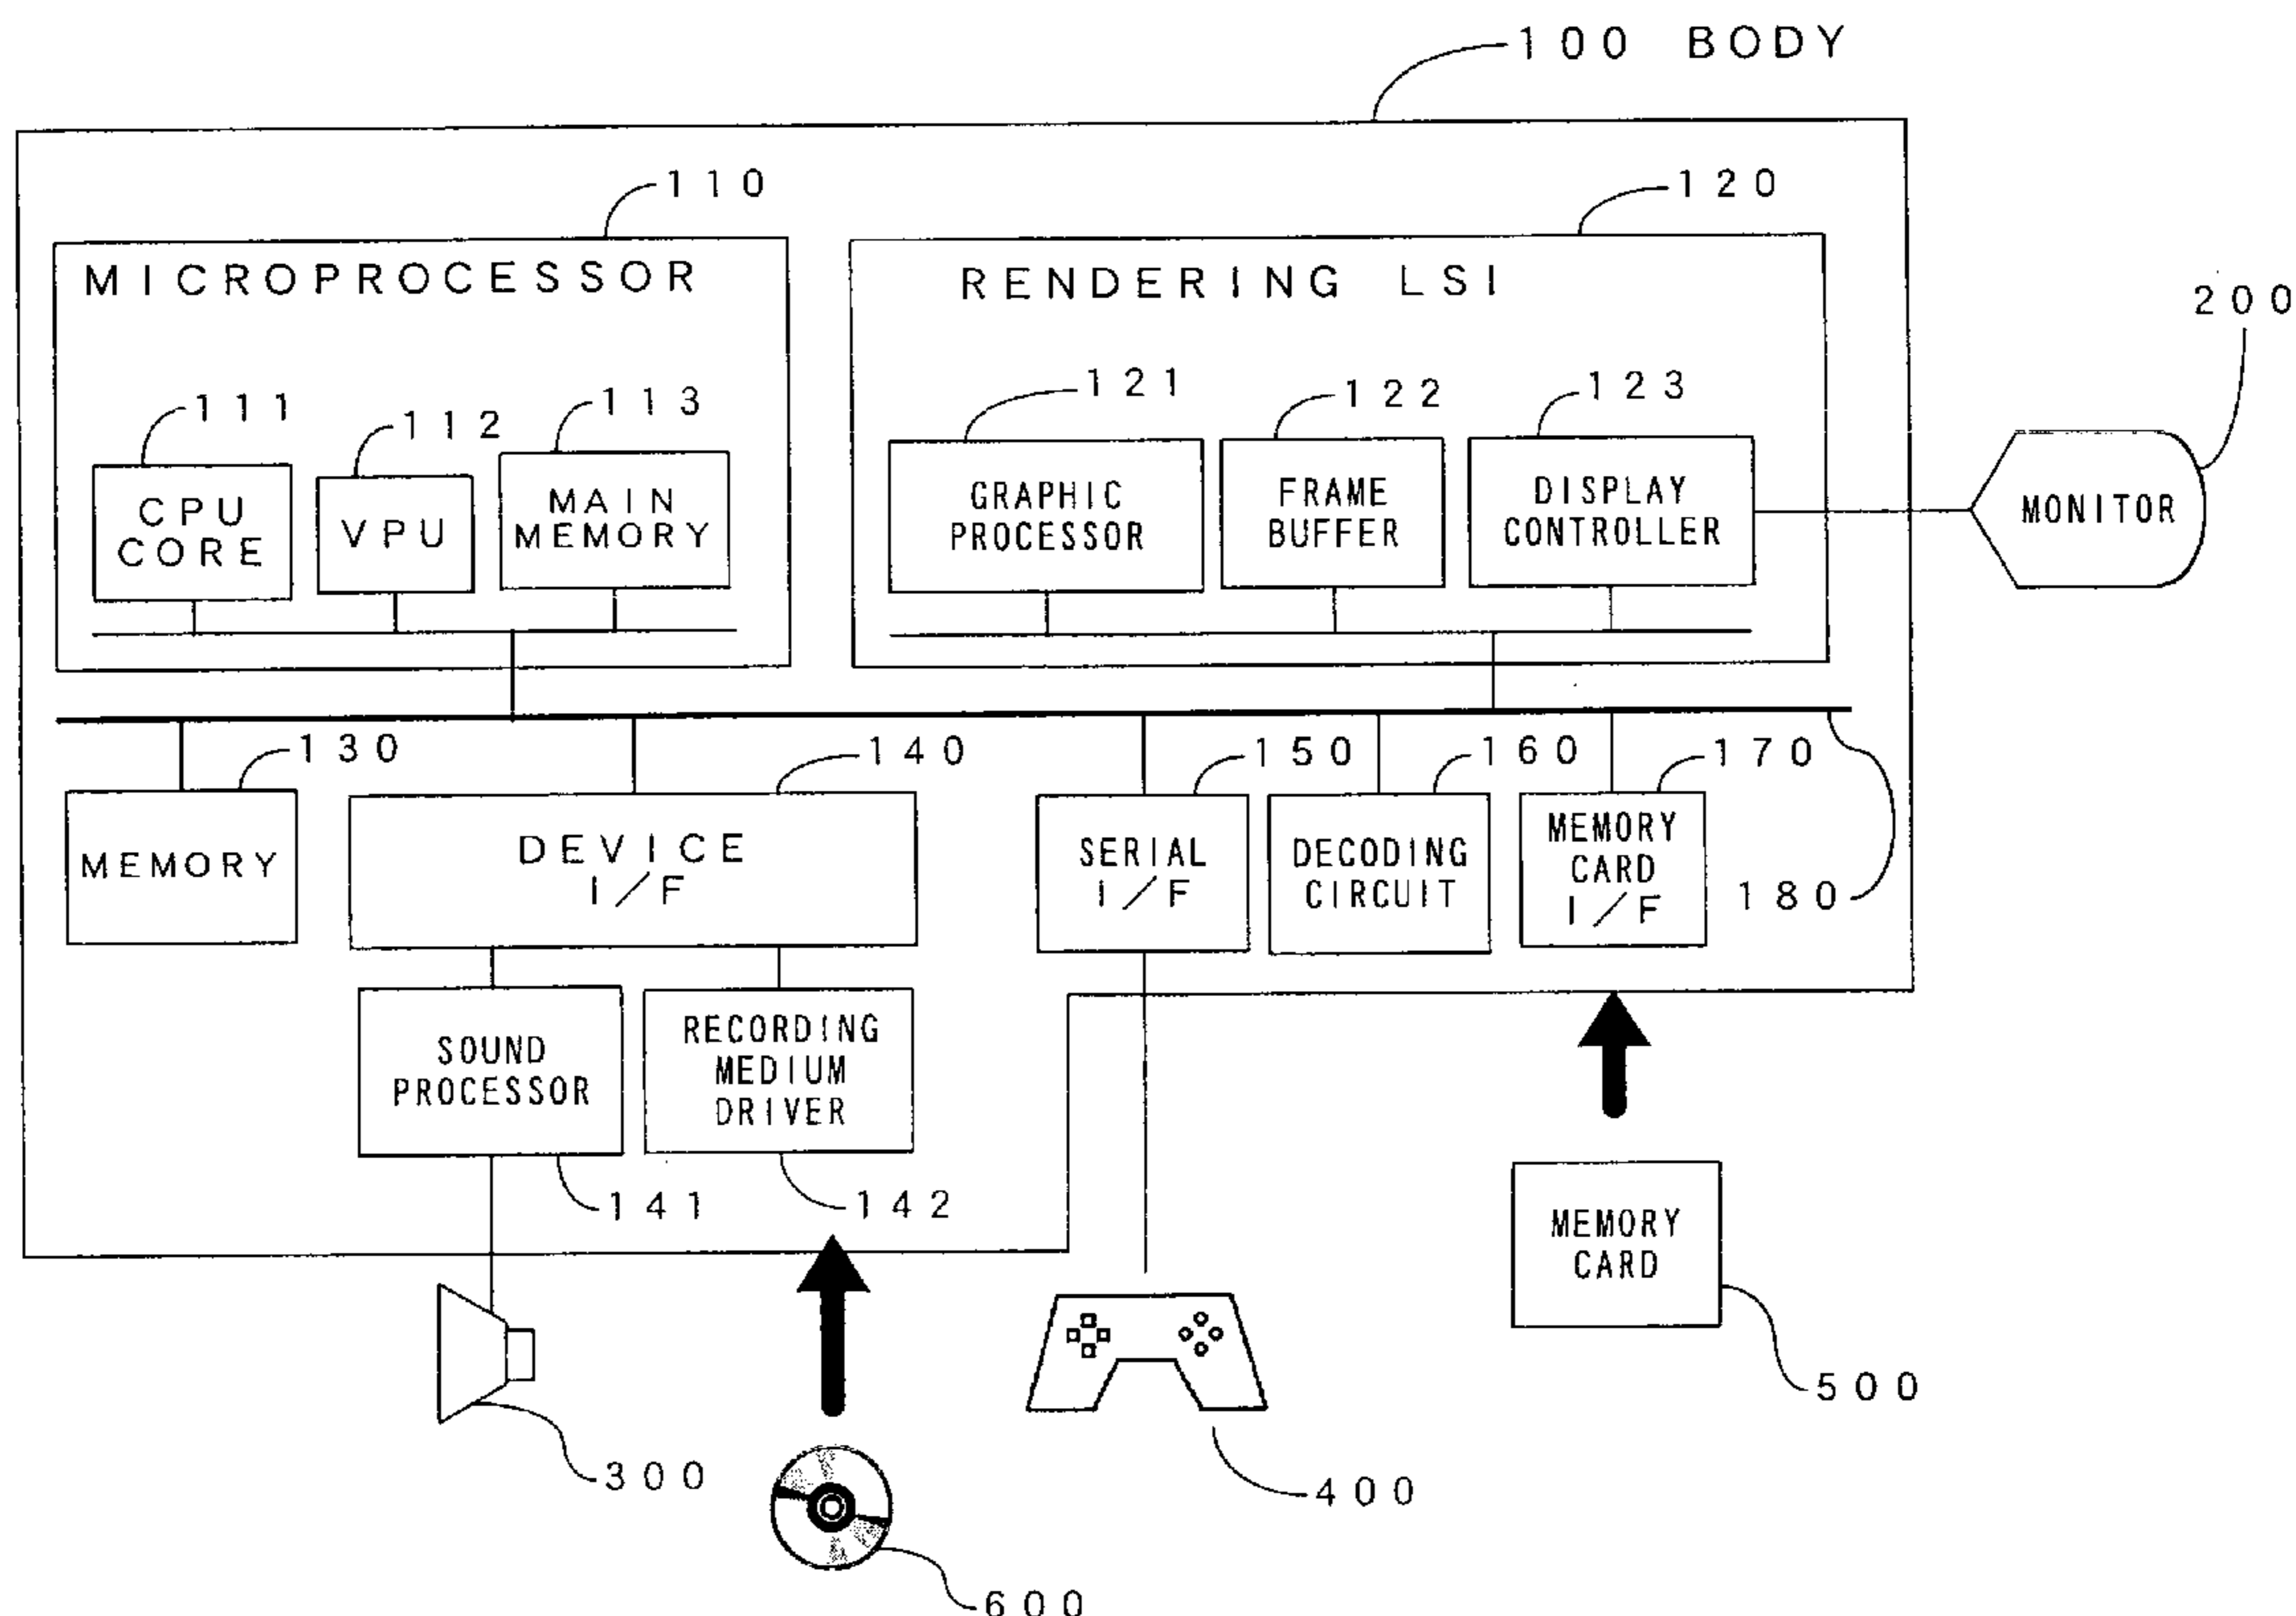 100 BODY
110
120
MICROPROCESSOR
RENDERING LSI
200
111
112
113
121
122
123
CPU
CORE
VPU
MAIN
MEMORY
GRAPHIC
PROCESSOR
FRAME
BUFFER
DISPLAY
CONTROLLER
MONITOR
130
140
150
160
170
MEMORY
DEVICE
I/F
SERIAL
I/F
DECODING
CIRCUIT
MEMORY
CARD
I/F
180
SOUND
PROCESSOR
RECORDING
MEDIUM
DRIVER
141
142
MEMORY
CARD
500
300
400
600